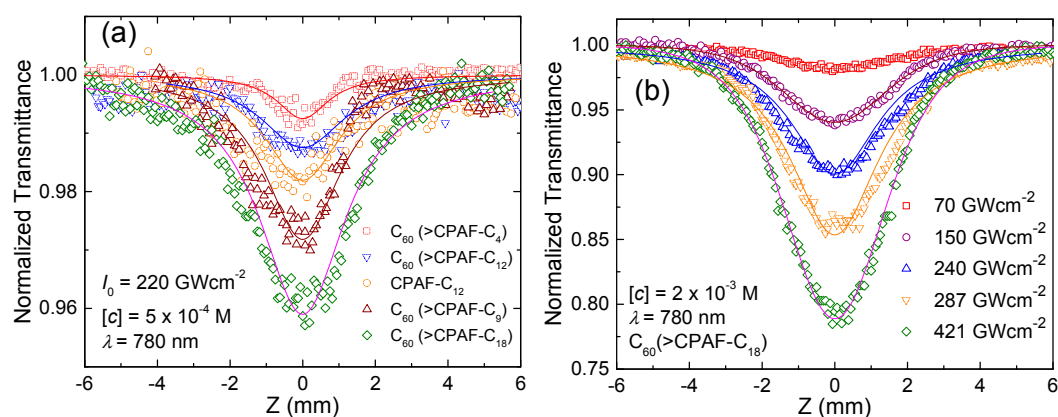 (a)
Normalized Transmittance
1.00
0.98
0.96
I₀ = 220 GWcm⁻²
[c] = 5 x 10⁻⁴ M
λ = 780 nm
C₆₀(>CPAF-C₄)
C₆₀(>CPAF-C₁₂)
CPAF-C₁₂
C₆₀(>CPAF-C₉)
C₆₀(>CPAF-C₁₈)
-6 -4 -2 0 2 4 6
Z (mm)
(b)
Normalized Transmittance
1.00
0.95
0.90
0.85
0.80
0.75
[c] = 2 x 10⁻³ M
λ = 780 nm
C₆₀(>CPAF-C₁₈)
70 GWcm⁻²
150 GWcm⁻²
240 GWcm⁻²
287 GWcm⁻²
421 GWcm⁻²
-6 -4 -2 0 2 4 6
Z (mm)